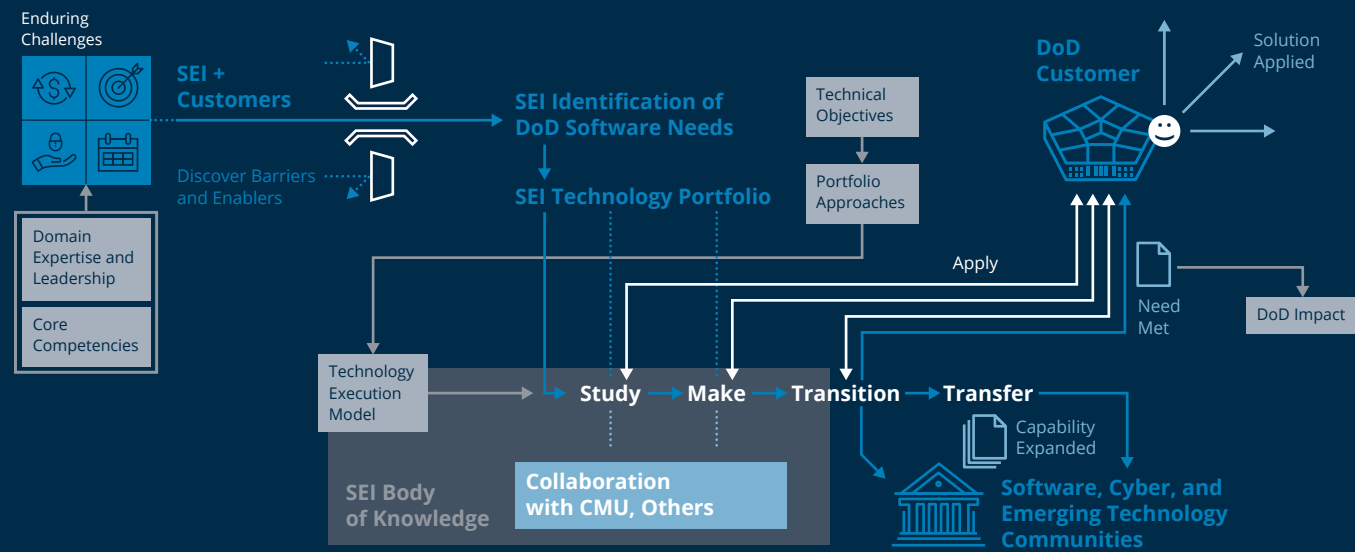 Enduring
Challenges
SEI +
Customers
Discover Barriers
and Enablers
Domain
Expertise and
Leadership
Core
Competencies
SEI Identification of
DoD Software Needs
SEI Technology Portfolio
Technical
Objectives
Portfolio
Approaches
DoD
Customer
Solution
Applied
Apply
Need
Met
DoD Impact
Technology
Execution
Model
Study
Make
Transition
Transfer
Capability
Expanded
SEI Body
of Knowledge
Collaboration
with CMU, Others
Software, Cyber, and
Emerging Technology
Communities